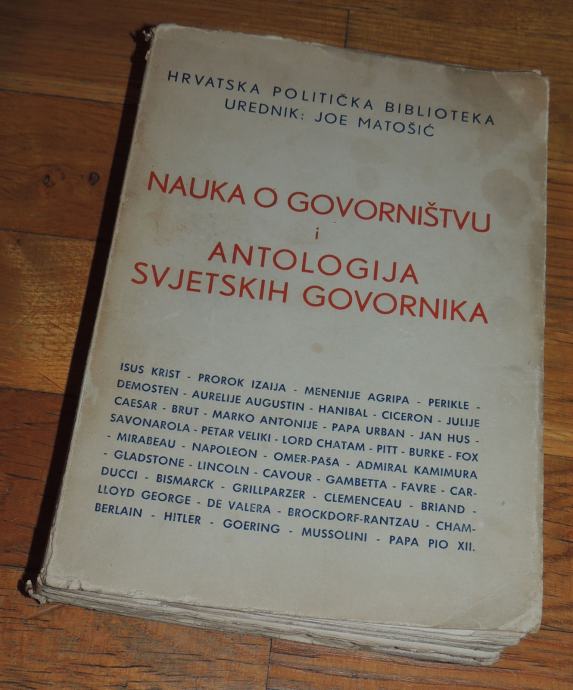 HRVATSKA POLITIČKA BIBLIOTEKA
UREDNIK: JOE MATOŠIĆ
NAUKA O GOVORNIŠTVU
i
ANTOLOGIJA
SVJETSKIH GOVORNIKA
ISUS KRIST - PROROK IZAIJA - MENENIJE AGRIPA - PERIKLE -
DEMOSTEN - AURELIJE AUGUSTIN - HANIBAL - CICERON - JULIJE
CAESAR - BRUT - MARKO ANTONIJE - PAPA URBAN - JAN HUS -
SAVONAROLA - PETAR VELIKI - LORD CHATAM - PITT - BURKE - FOX
- MIRABEAU - NAPOLEON - OMER-PAŠA - ADMIRAL KAMIMURA
- GLADSTONE - LINCOLN - CAVOUR - GAMBETTA - FAVRE - CAR-
DUCCI - BISMARCK - GRILLPARZER - CLEMENCEAU - BRIAND -
LLOYD GEORGE - DE VALERA - BROCKDORF-RANTZAU - CHAM-
BERLAIN - HITLER - GOERING - MUSSOLINI - PAPA PIO XII.